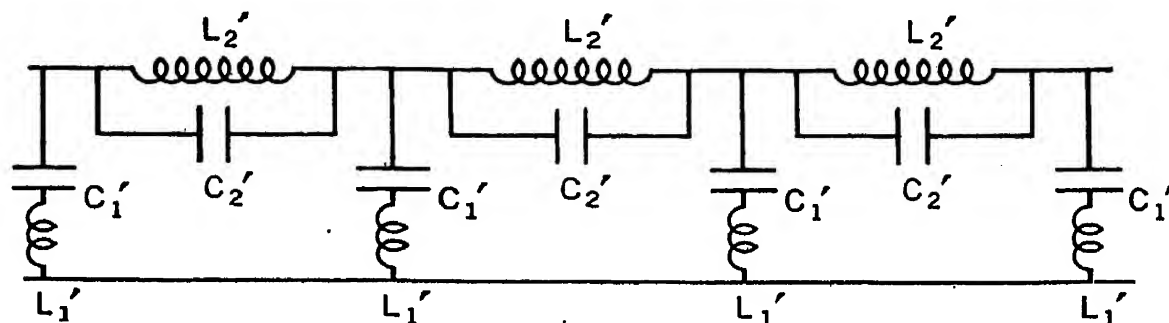 L₂′ L₂′ L₂′
C₁′ C₂′ C₁′ C₂′ C₁′ C₂′ C₁′
L₁′ L₁′ L₁′ L₁′